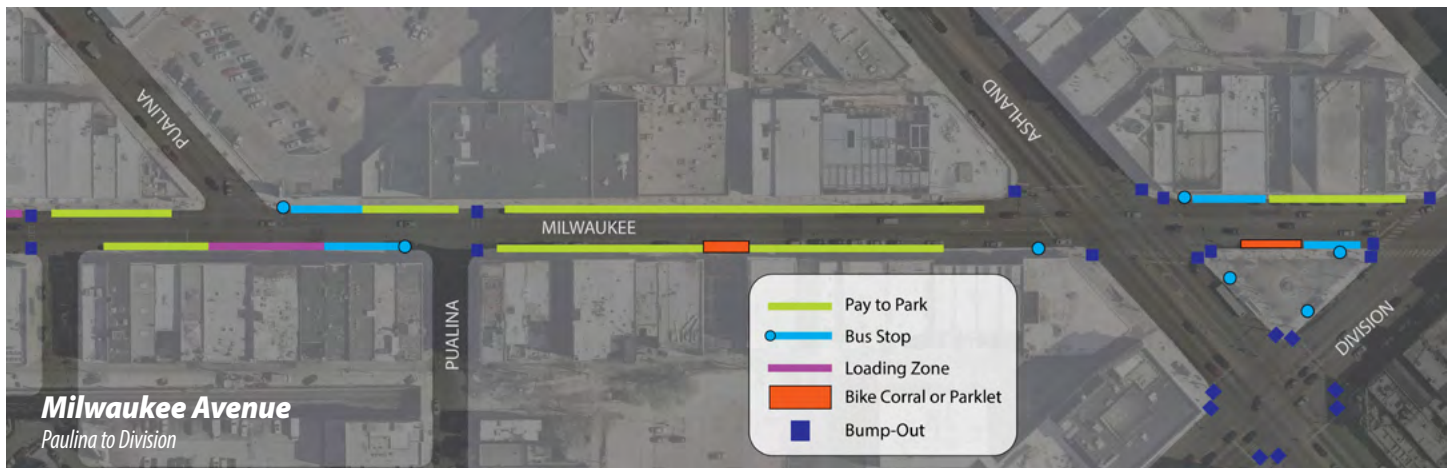 PUALINA
ASHLAND
MILWAUKEE
PUALINA
DIVISION
Pay to Park
Bus Stop
Loading Zone
Bike Corral or Parklet
Bump-Out
Milwaukee Avenue
Paulina to Division